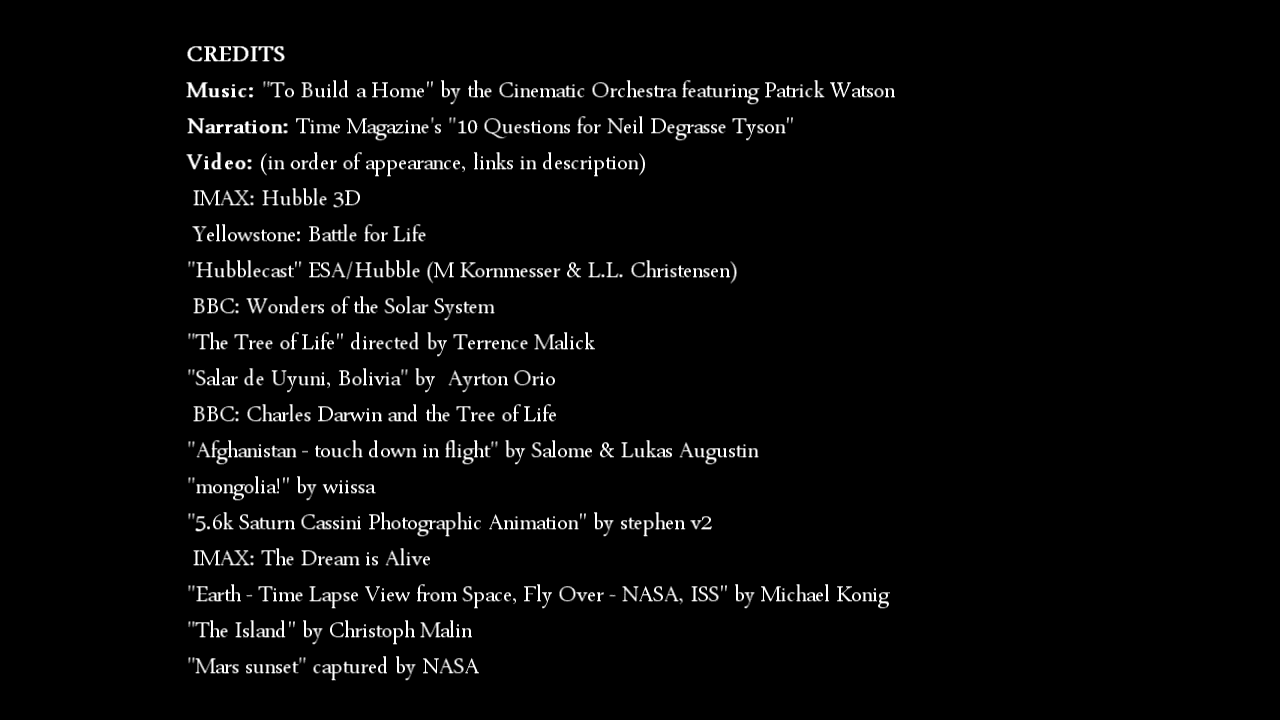 CREDITS
Music: "To Build a Home" by the Cinematic Orchestra featuring Patrick Watson
Narration: Time Magazine's "10 Questions for Neil Degrasse Tyson"
Video: (in order of appearance, links in description)
IMAX: Hubble 3D
Yellowstone: Battle for Life
"Hubblecast" ESA/Hubble (M Kornmesser & L.L. Christensen)
BBC: Wonders of the Solar System
"The Tree of Life" directed by Terrence Malick
"Salar de Uyuni, Bolivia" by Ayrton Orio
BBC: Charles Darwin and the Tree of Life
"Afghanistan - touch down in flight" by Salome & Lukas Augustin
"mongolia!" by wiissa
"5.6k Saturn Cassini Photographic Animation" by stephen v2
IMAX: The Dream is Alive
"Earth - Time Lapse View from Space, Fly Over - NASA, ISS" by Michael Konig
"The Island" by Christoph Malin
"Mars sunset" captured by NASA